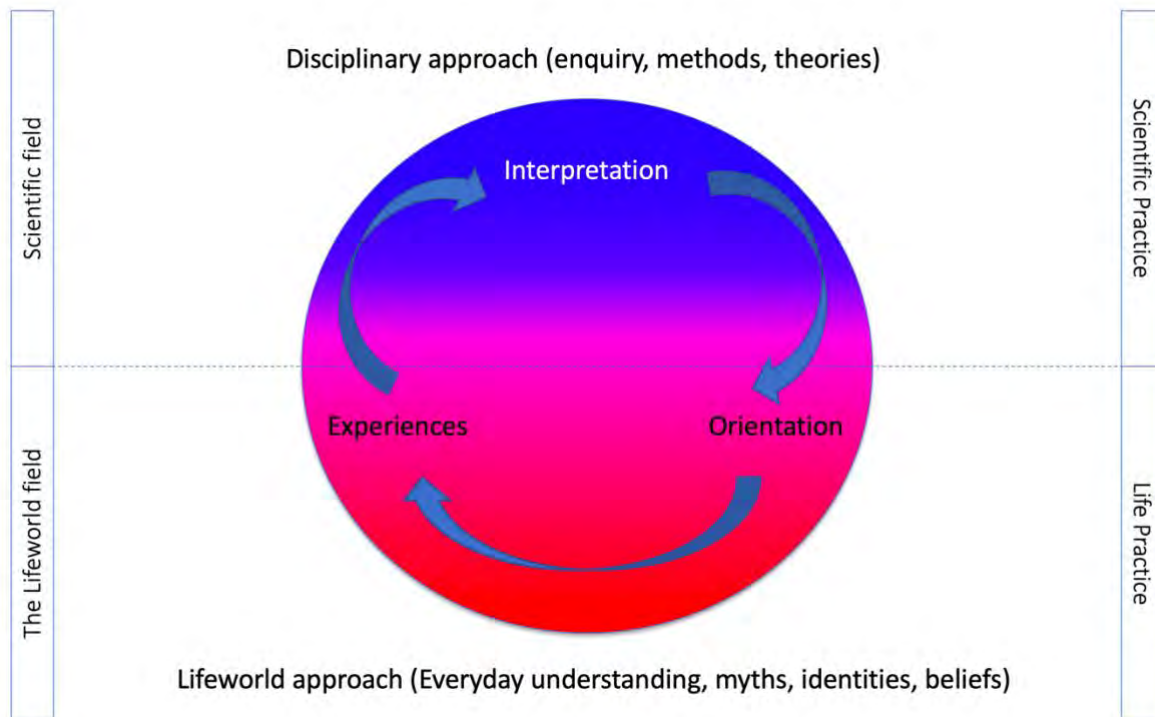 Disciplinary approach (enquiry, methods, theories)
Scientific field
Scientific Practice
Interpretation
Experiences
Orientation
The Lifeworld field
Life Practice
Lifeworld approach (Everyday understanding, myths, identities, beliefs)